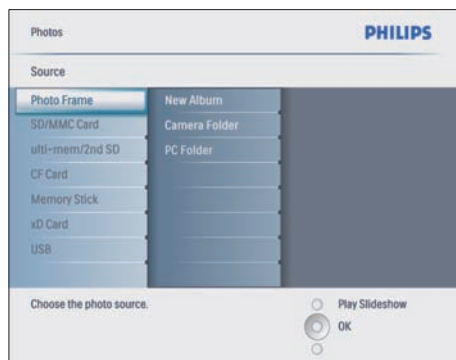 Photos
PHILIPS
Source
Photo Frame
New Album
SD/MMC Card
Camera Folder
ulti-mem/2nd SD
PC Folder
CF Card
Memory Stick
xD Card
USB
Choose the photo source.
Play Slideshow
OK